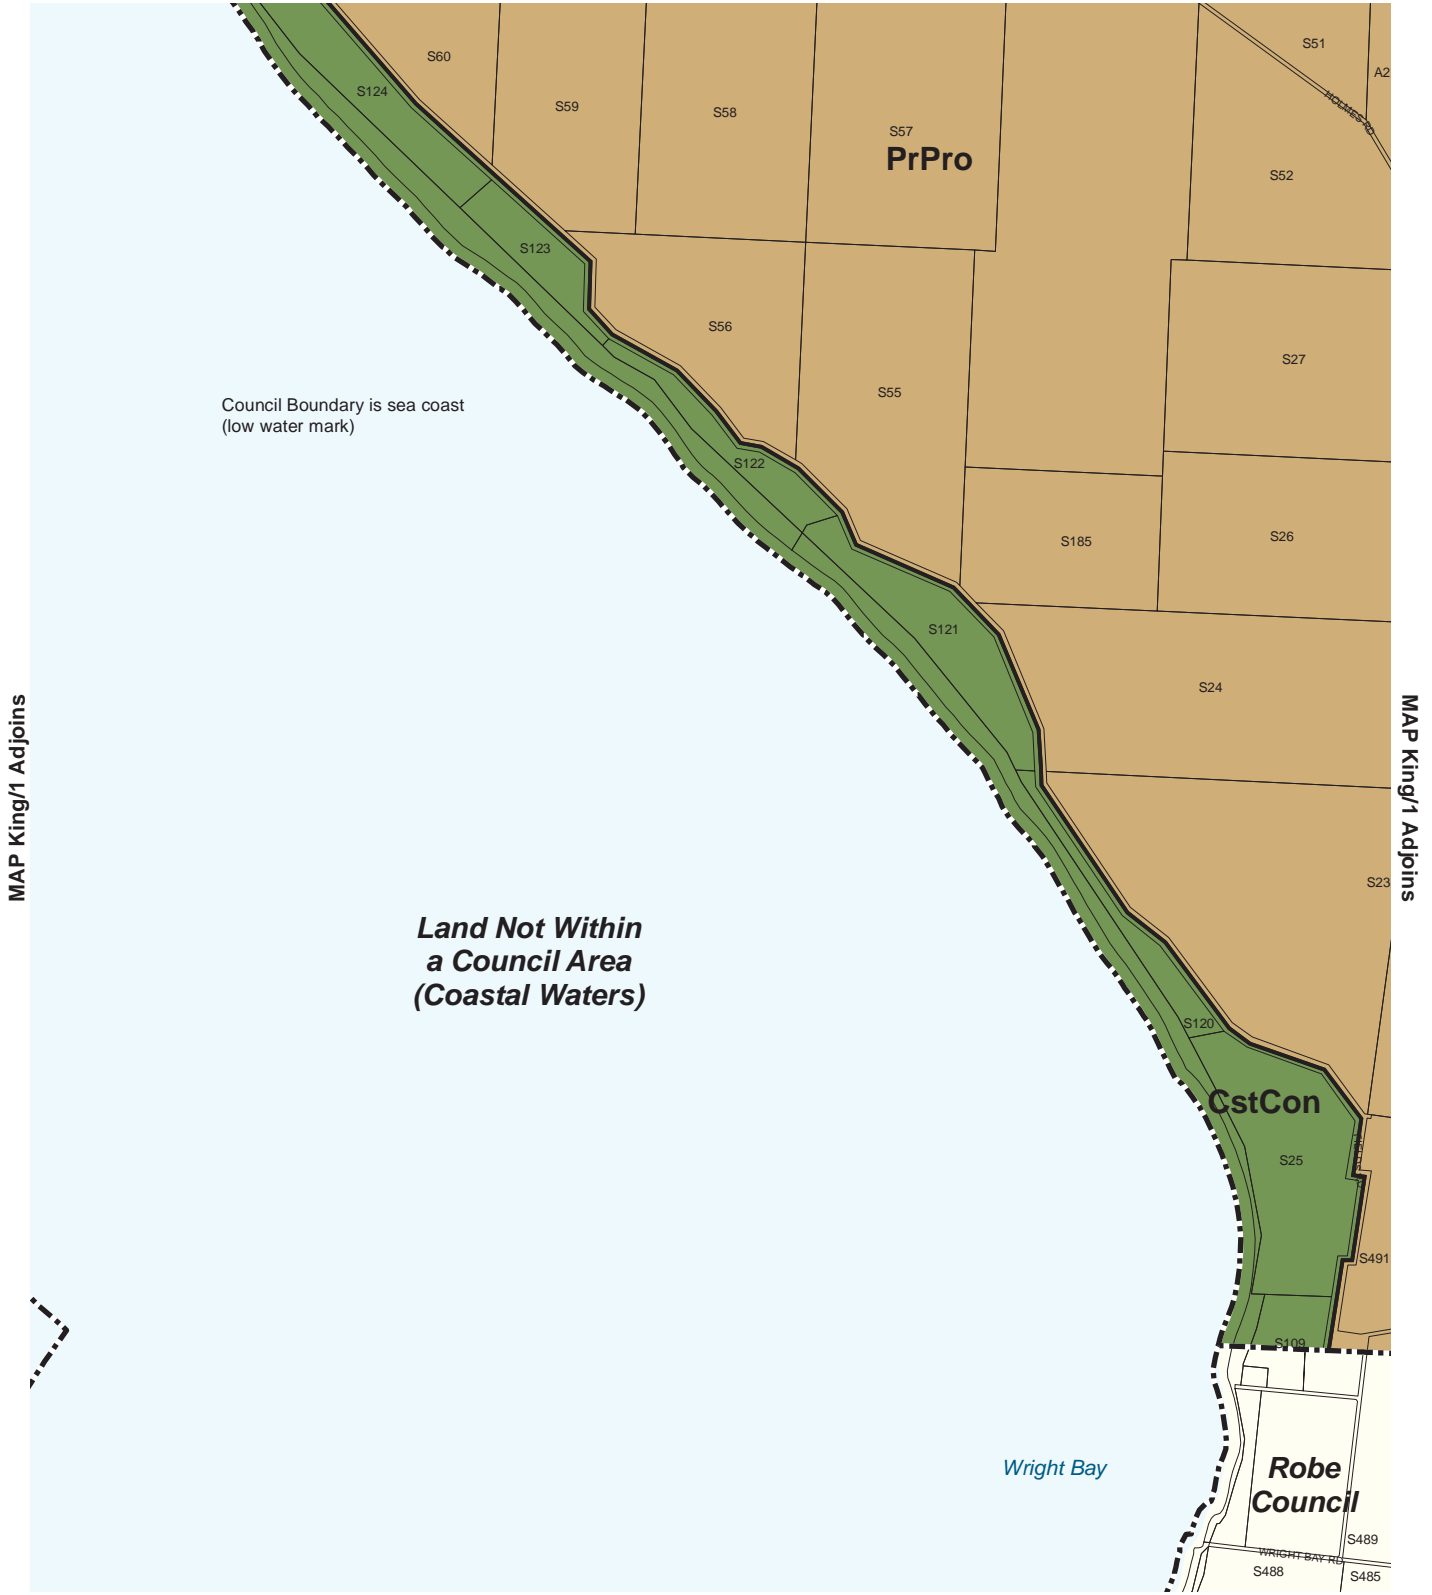 S60
S51
A2
S124
S59
S58
S57
HOLMES RD
PrPro
S52
S123
S56
S27
S55
Council Boundary is sea coast
(low water mark)
S122
S185
S26
S121
S24
MAP King/1 Adjoins
MAP King/1 Adjoins
S23
Land Not Within
a Council Area
(Coastal Waters)
S120
CstCon
S25
S491
S109
Wright Bay
Robe
Council
S489
WRIGHT BAY RD
S488
S485